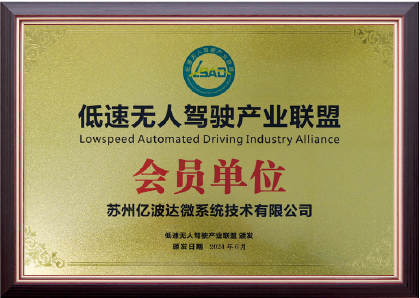 LSAD
低速无人驾驶产业联盟
Lowspeed Automated Driving Industry Alliance
会员单位
苏州亿波达微系统技术有限公司
低速无人驾驶产业联盟 颁发
颁发日期 2024年6月